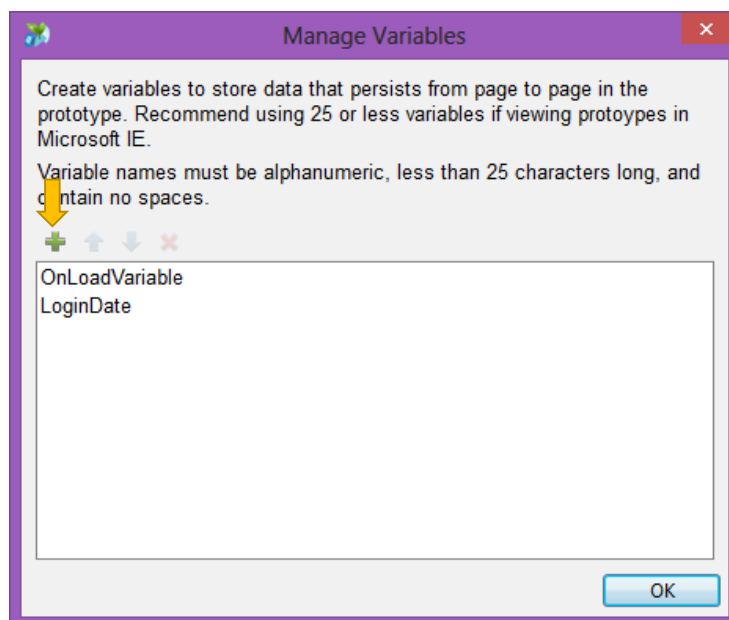 Manage Variables
Create variables to store data that persists from page to page in the
prototype. Recommend using 25 or less variables if viewing protoypes in
Microsoft IE.
Variable names must be alphanumeric, less than 25 characters long, and
contain no spaces.
OnLoadVariable
LoginDate
OK